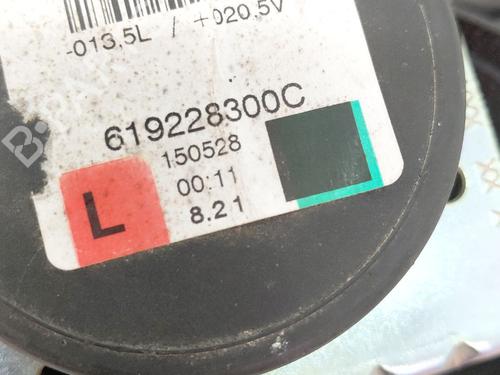 -013,5L / +020,5V
619228300C
150528
L
00:11
8.21